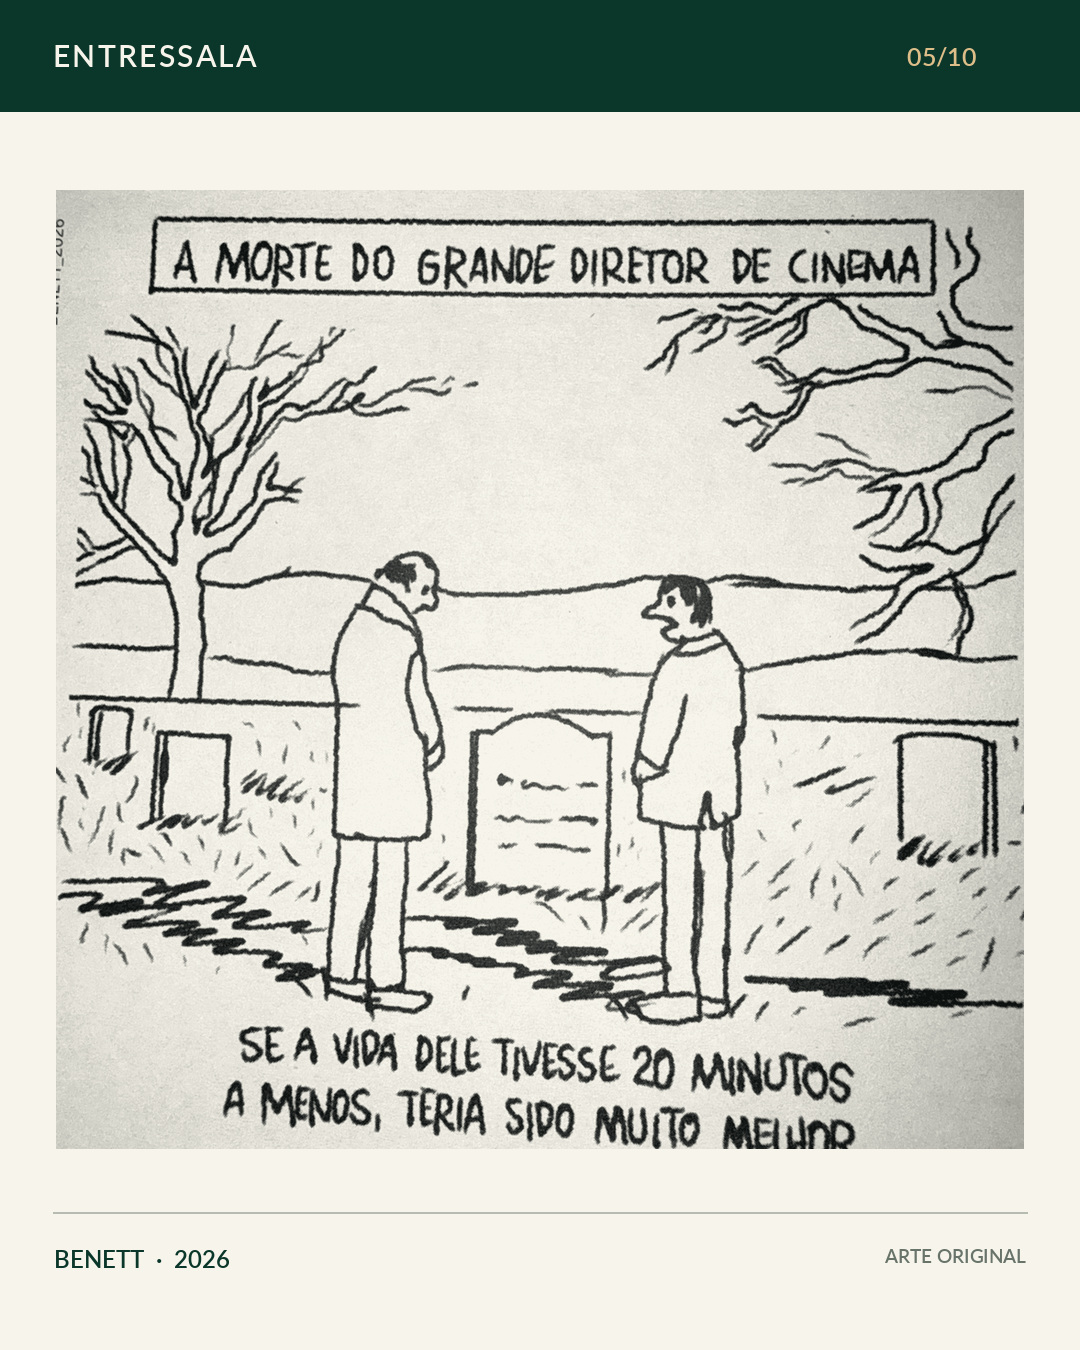 ENTRESSALA
05/10
BENETT_2026
A MORTE DO GRANDE DIRETOR DE CINEMA
SE A VIDA DELE TIVESSE 20 MINUTOS
A MENOS, TERIA SIDO MUITO MELHOR
BENETT · 2026
ARTE ORIGINAL